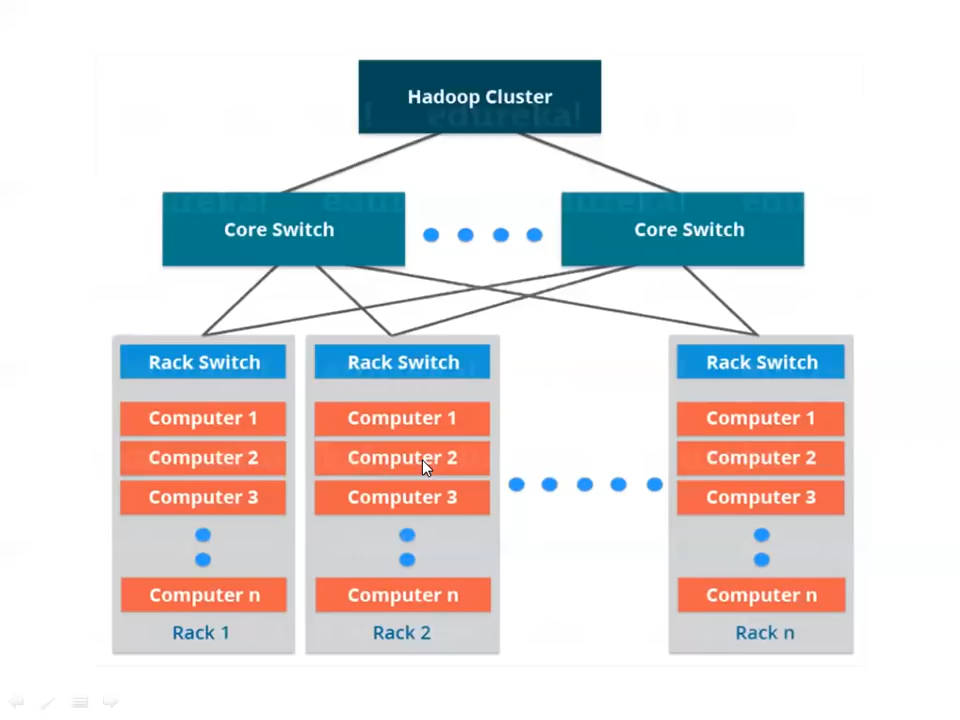 Hadoop Cluster
edureka!
Core Switch
Core Switch
Rack Switch
Rack Switch
Rack Switch
Computer 1
Computer 1
Computer 1
Computer 2
Computer 2
Computer 2
Computer 3
Computer 3
Computer 3
Computer n
Computer n
Computer n
Rack 1
Rack 2
Rack n